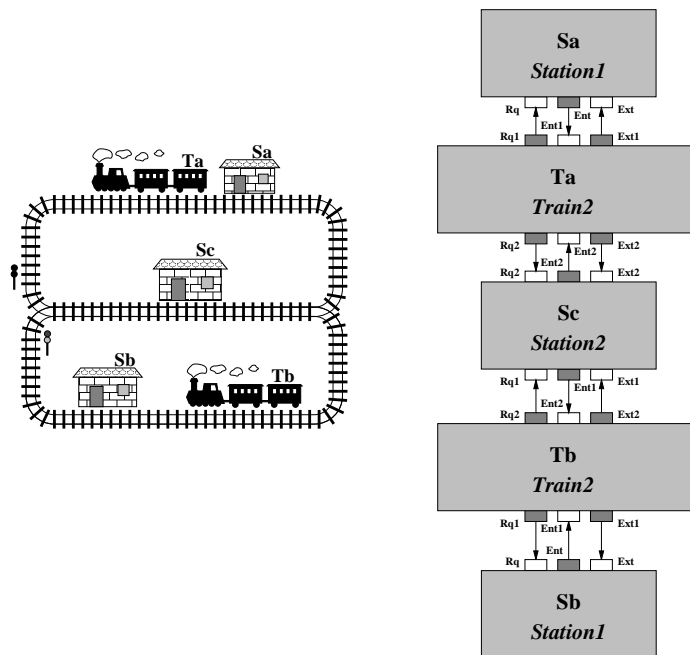 Ta
Sa
Sc
Sb
Tb
Sa
Station1
Rq Ent Ext
Rq1 Ent1 Ext1
Ta
Train2
Rq2 Ent2 Ext2
Rq2 Ext2
Sc
Station2
Rq1 Ent1 Ext1
Rq2 Ent2 Ext2
Tb
Train2
Rq1 Ent1 Ext1
Rq Ent Ext
Sb
Station1